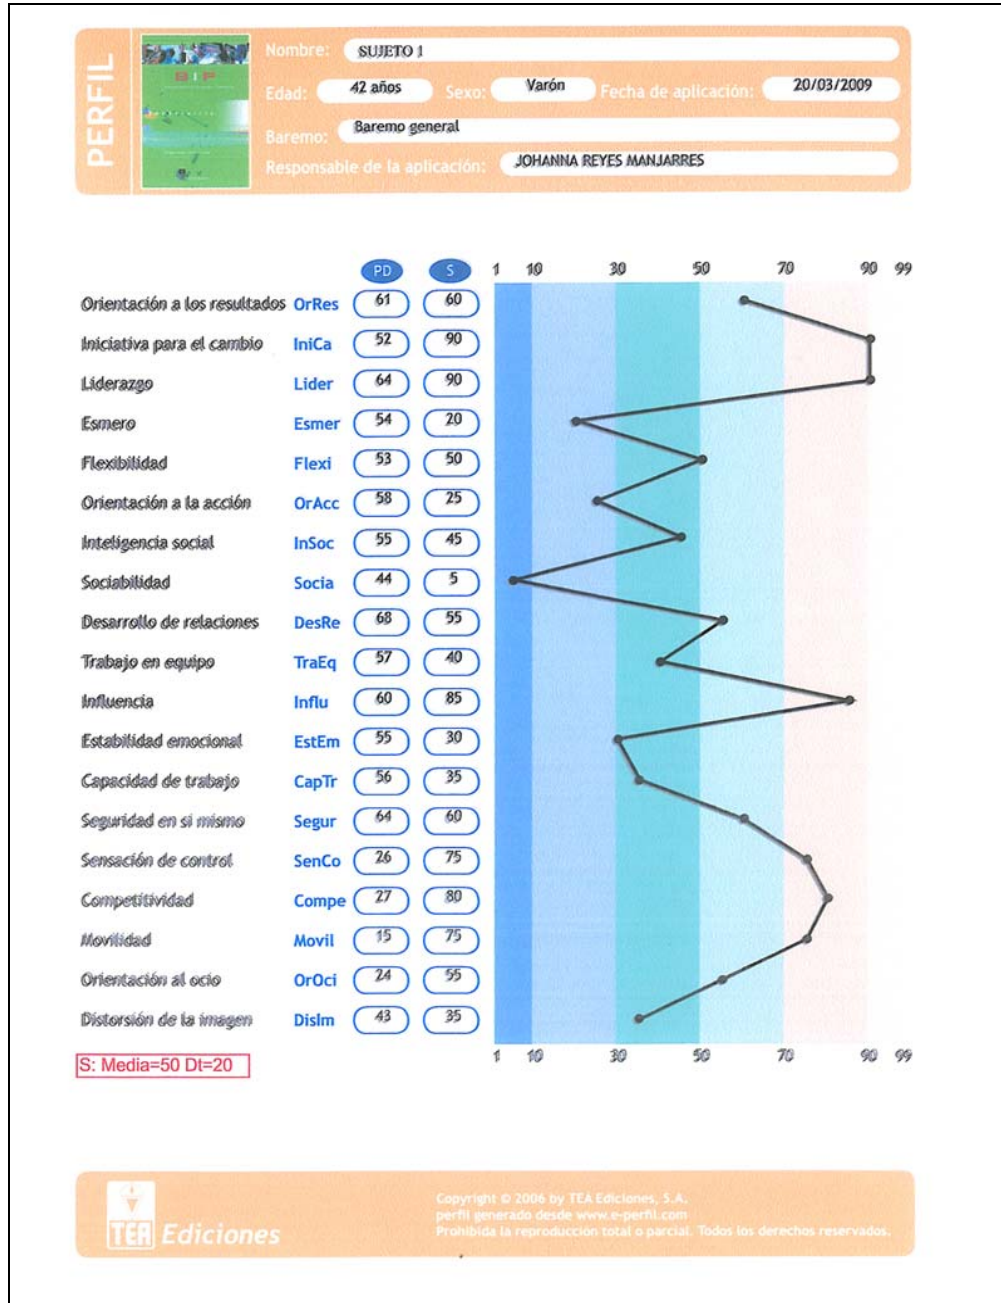 PERFIL
BIP
Nombre: SUJETO 1
Edad: 42 años Sexo: Varón Fecha de aplicación: 20/03/2009
Baremo: Baremo general
Responsable de la aplicación: JOHANNA REYES MANJARRES
PD S 1 10 30 50 70 90 99
Orientación a los resultados OrRes 61 60
Iniciativa para el cambio IniCa 52 90
Liderazgo Lider 64 90
Esmero Esmer 54 20
Flexibilidad Flexi 53 50
Orientación a la acción OrAcc 58 25
Inteligencia social InSoc 55 45
Sociabilidad Socia 44 5
Desarrollo de relaciones DesRe 68 55
Trabajo en equipo TraEq 57 40
Influencia Influ 60 85
Estabilidad emocional EstEm 55 30
Capacidad de trabajo CapTr 56 35
Seguridad en si mismo Segur 64 60
Sensación de control SenCo 26 75
Competitividad Compe 27 80
Movilidad Movil 15 75
Orientación al ocio OrOci 24 55
Distorsión de la imagen DisIm 43 35
1 10 30 50 70 90 99
S: Media=50 Dt=20
TEA Ediciones
Copyright © 2006 by TEA Ediciones, S.A.
perfil generado desde www.e-perfil.com
Prohibida la reproducción total o parcial. Todos los derechos reservados.